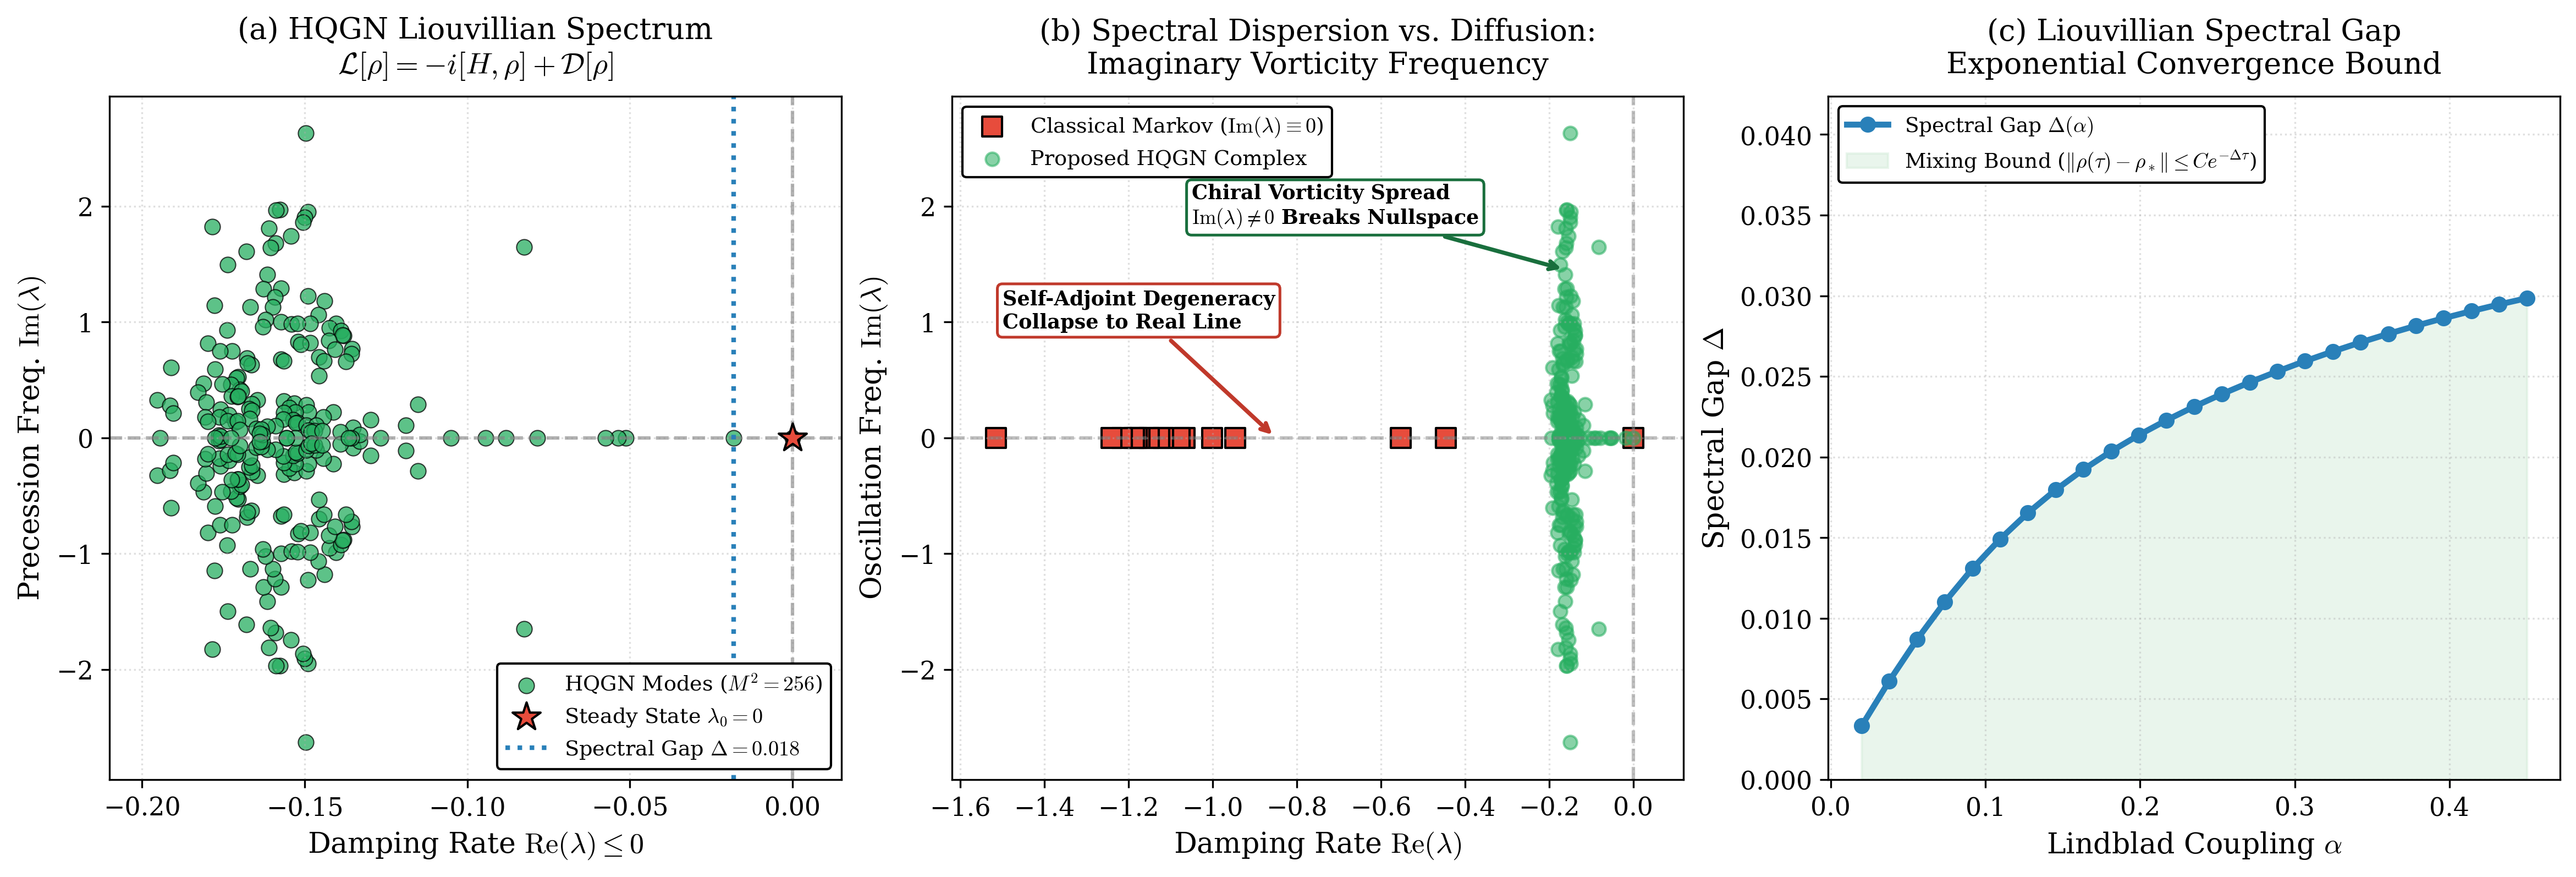 (a) HQGN Liouvillian Spectrum
ℒ[ρ] = −i[H, ρ] + 𝒟[ρ]
Precession Freq. Im(λ)
2
1
0
−1
−2
HQGN Modes (M² = 256)
Steady State λ₀ = 0
Spectral Gap Δ = 0.018
−0.20
−0.15
−0.10
−0.05
0.00
Damping Rate Re(λ) ≤ 0
(b) Spectral Dispersion vs. Diffusion:
Imaginary Vorticity Frequency
Oscillation Freq. Im(λ)
2
1
0
−1
−2
Classical Markov (Im(λ) ≡ 0)
Proposed HQGN Complex
Chiral Vorticity Spread
Im(λ) ≠ 0 Breaks Nullspace
Self-Adjoint Degeneracy
Collapse to Real Line
−1.6
−1.4
−1.2
−1.0
−0.8
−0.6
−0.4
−0.2
0.0
Damping Rate Re(λ)
(c) Liouvillian Spectral Gap
Exponential Convergence Bound
Spectral Gap Δ
0.040
0.035
0.030
0.025
0.020
0.015
0.010
0.005
0.000
Spectral Gap Δ(α)
Mixing Bound (‖ρ(τ) − ρ∗‖ ≤ Ce^{−Δτ})
0.0
0.1
0.2
0.3
0.4
Lindblad Coupling α